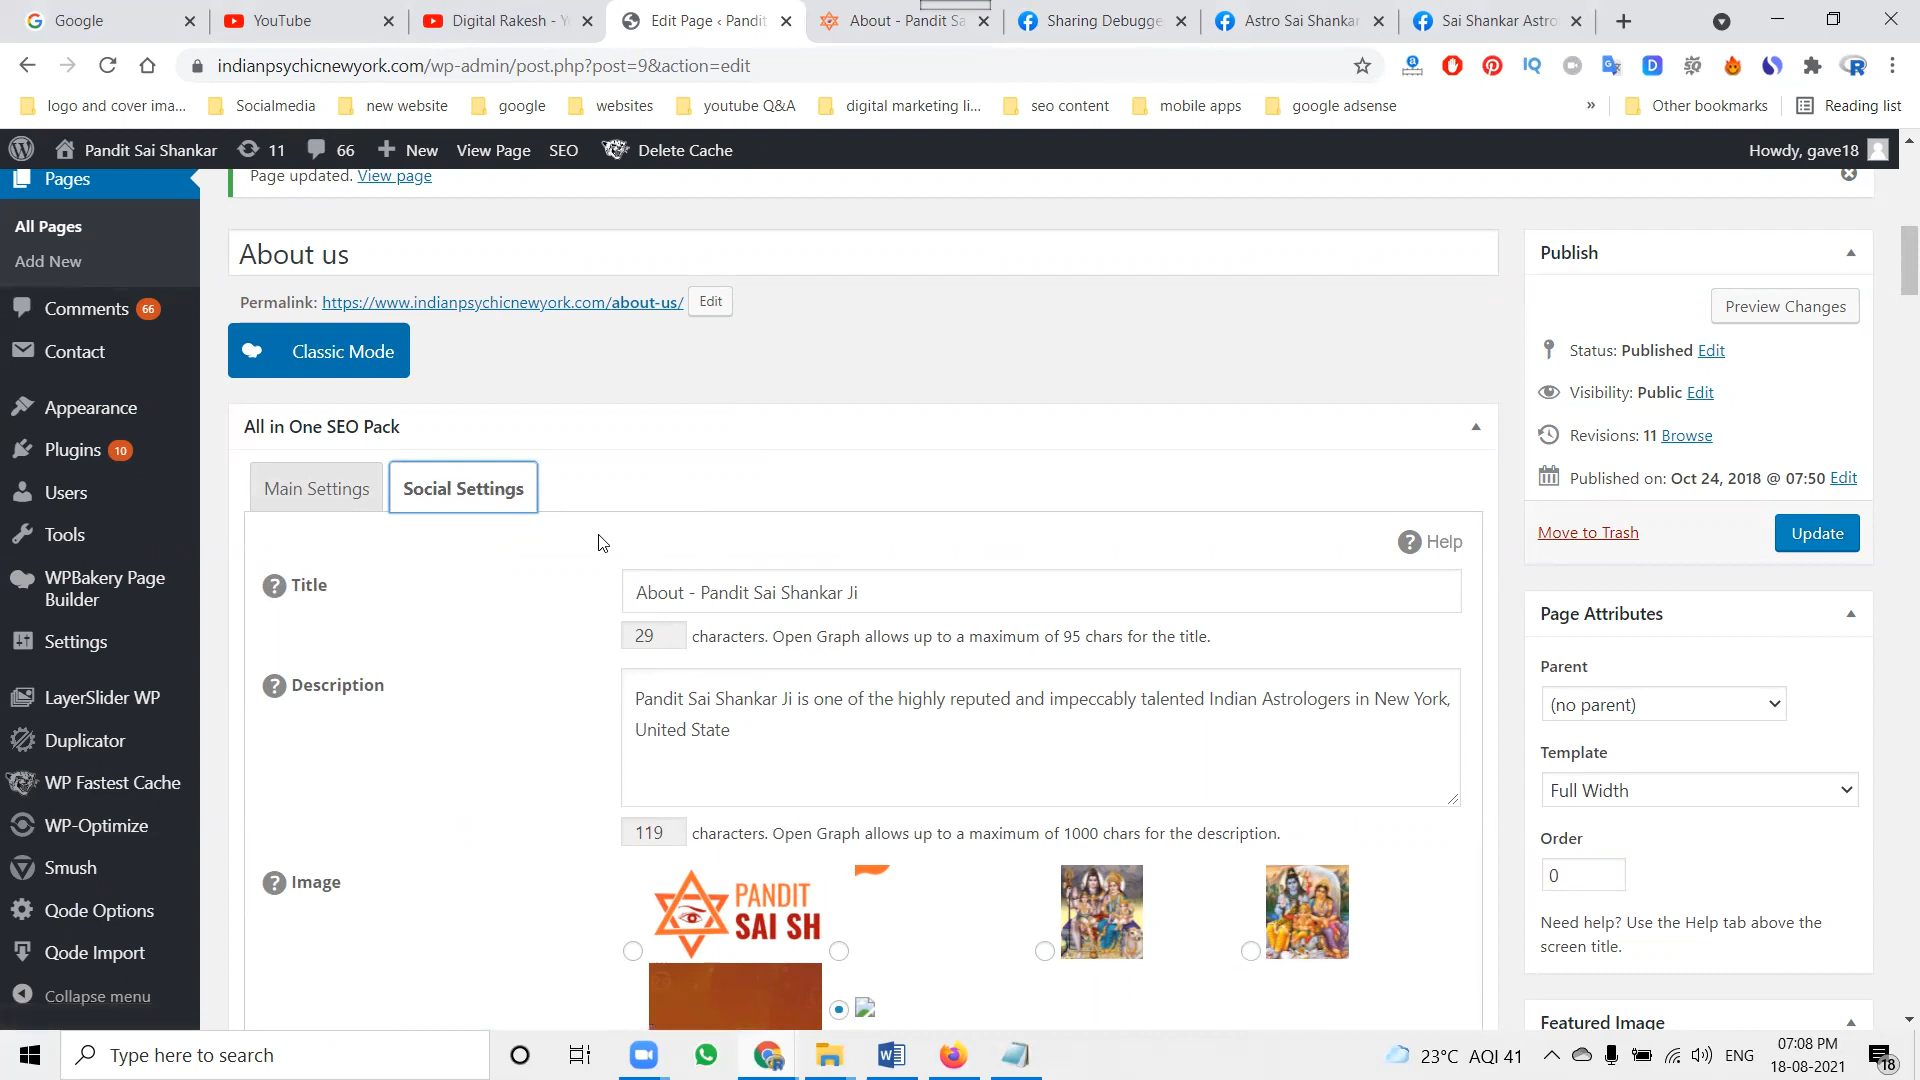 Google
YouTube
Digital Rakesh - Y
Edit Page ‹ Pandit
About - Pandit Sa
Sharing Debugge
Astro Sai Shankar
Sai Shankar Astro
indianpsychicnewyork.com/wp-admin/post.php?post=9&action=edit
logo and cover ima...
Socialmedia
new website
google
websites
youtube Q&A
digital marketing li...
seo content
mobile apps
google adsense
»
Other bookmarks
Reading list
Pandit Sai Shankar
11
66
New
View Page
SEO
Delete Cache
Howdy, gave18
Pages
Page updated. View page
All Pages
Add New
Comments 66
Contact
Appearance
Plugins 10
Users
Tools
WPBakery Page
Builder
Settings
LayerSlider WP
Duplicator
WP Fastest Cache
WP-Optimize
Smush
Qode Options
Qode Import
Collapse menu
About us
Permalink: https://www.indianpsychicnewyork.com/about-us/ Edit
Classic Mode
All in One SEO Pack
Main Settings
Social Settings
Help
Title
About - Pandit Sai Shankar Ji
29 characters. Open Graph allows up to a maximum of 95 chars for the title.
Description
Pandit Sai Shankar Ji is one of the highly reputed and impeccably talented Indian Astrologers in New York,
United State
119 characters. Open Graph allows up to a maximum of 1000 chars for the description.
Image
PANDIT
SAI SH
Publish
Preview Changes
Status: Published Edit
Visibility: Public Edit
Revisions: 11 Browse
Published on: Oct 24, 2018 @ 07:50 Edit
Move to Trash
Update
Page Attributes
Parent
(no parent)
Template
Full Width
Order
0
Need help? Use the Help tab above the
screen title.
Featured Image
Type here to search
23°C AQI 41
ENG
07:08 PM
18-08-2021
18